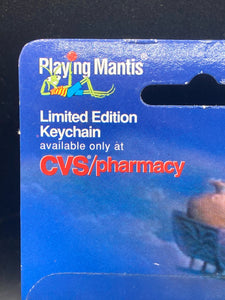 Playing Mantis
Limited Edition
Keychain
available only at
CVS/pharmacy